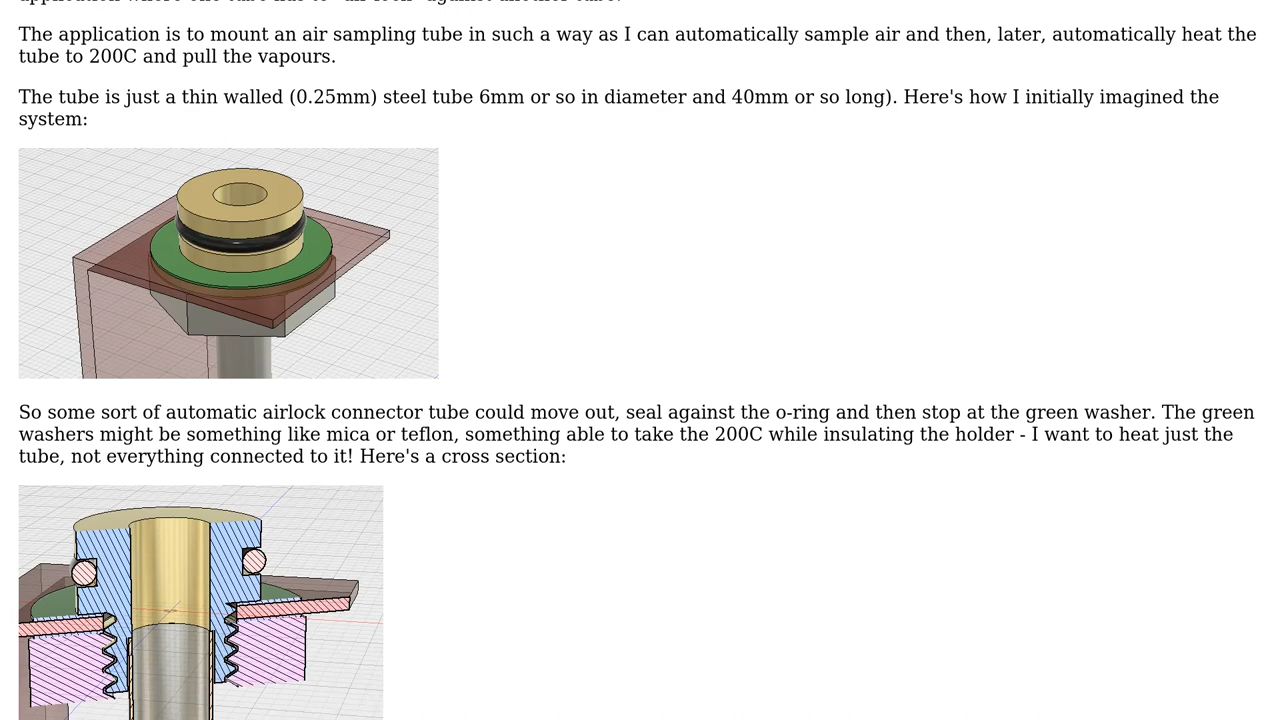 The application is to mount an air sampling tube in such a way as I can automatically sample air and then, later, automatically heat the
tube to 200C and pull the vapours.
The tube is just a thin walled (0.25mm) steel tube 6mm or so in diameter and 40mm or so long). Here's how I initially imagined the
system:
So some sort of automatic airlock connector tube could move out, seal against the o-ring and then stop at the green washer. The green
washers might be something like mica or teflon, something able to take the 200C while insulating the holder - I want to heat just the
tube, not everything connected to it! Here's a cross section: